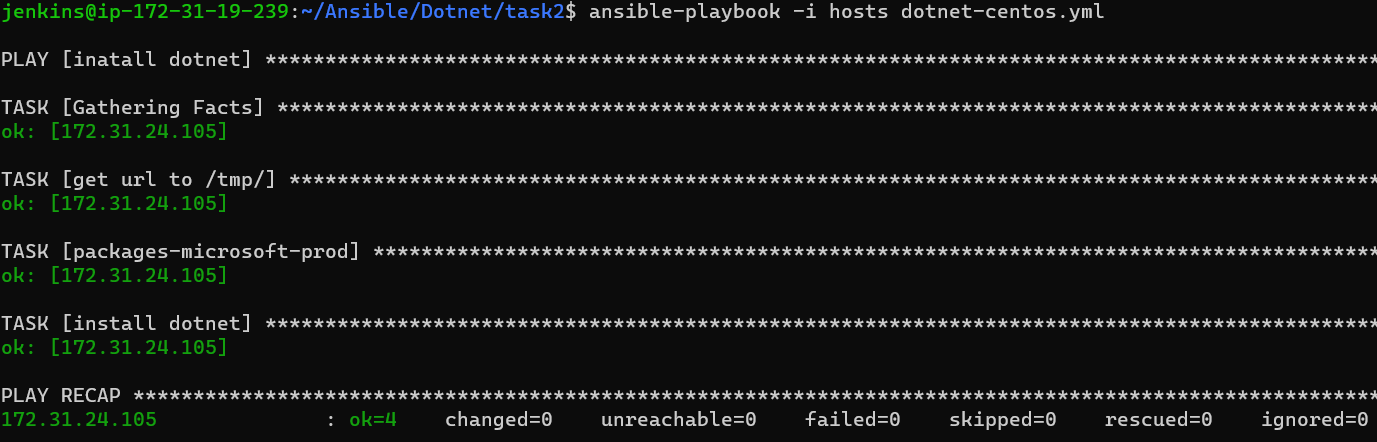 jenkins@ip-172-31-19-239:~/Ansible/Dotnet/task2$ ansible-playbook -i hosts dotnet-centos.yml
PLAY [inatall dotnet] *********************************************************************************************
TASK [Gathering Facts] ********************************************************************************************
ok: [172.31.24.105]
TASK [get url to /tmp/] *******************************************************************************************
ok: [172.31.24.105]
TASK [packages-microsoft-prod] ************************************************************************************
ok: [172.31.24.105]
TASK [install dotnet] *********************************************************************************************
ok: [172.31.24.105]
PLAY RECAP ********************************************************************************************************
172.31.24.105              : ok=4    changed=0    unreachable=0    failed=0    skipped=0    rescued=0    ignored=0